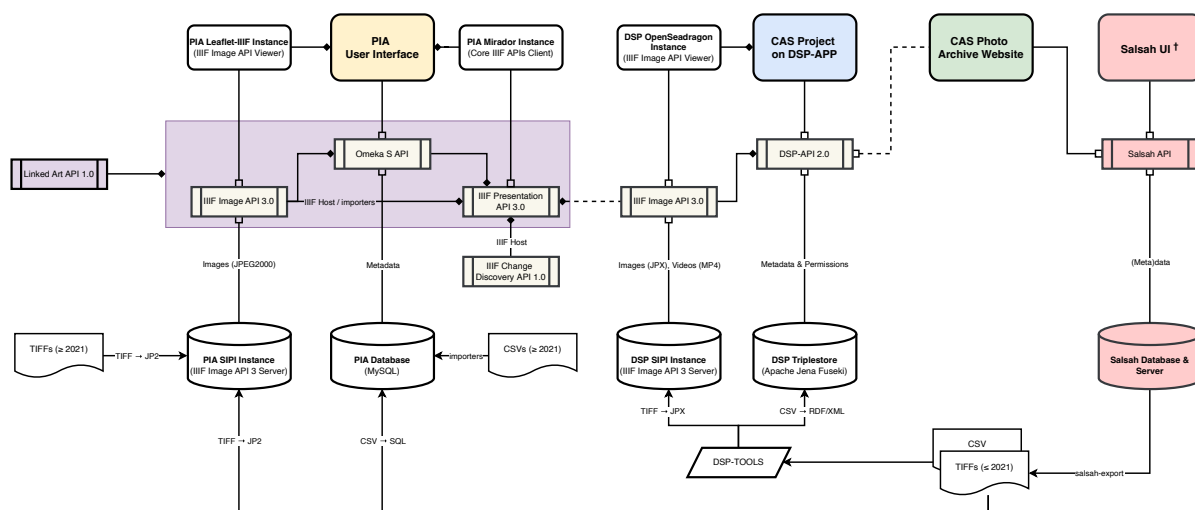 PIA Leaflet-IIIF Instance
(IIIF Image API Viewer)
PIA
User Interface
PIA Mirador Instance
(Core IIIF APIs Client)
DSP OpenSeadragon
Instance
(IIIF Image API Viewer)
CAS Project
on DSP-APP
CAS Photo
Archive Website
Salsah UI †
Linked Art API 1.0
Omeka S API
DSP-API 2.0
Salsah API
IIIF Image API 3.0
IIIF Host / importers
IIIF Presentation
API 3.0
IIIF Image API 3.0
IIIF Host
Images (JPEG2000)
Metadata
IIIF Change
Discovery API 1.0
Images (JPX), Videos (MP4)
Metadata & Permissions
(Meta)data
TIFFs (≥ 2021)
TIFF → JP2
PIA SIPI Instance
(IIIF Image API 3 Server)
PIA Database
(MySQL)
importers
CSVs (≥ 2021)
DSP SIPI Instance
(IIIF Image API 3 Server)
DSP Triplestore
(Apache Jena Fuseki)
Salsah Database &
Server
TIFF → JP2
CSV → SQL
TIFF → JPX
CSV → RDF/XML
DSP-TOOLS
CSV
TIFFs (≤ 2021)
salsah-export